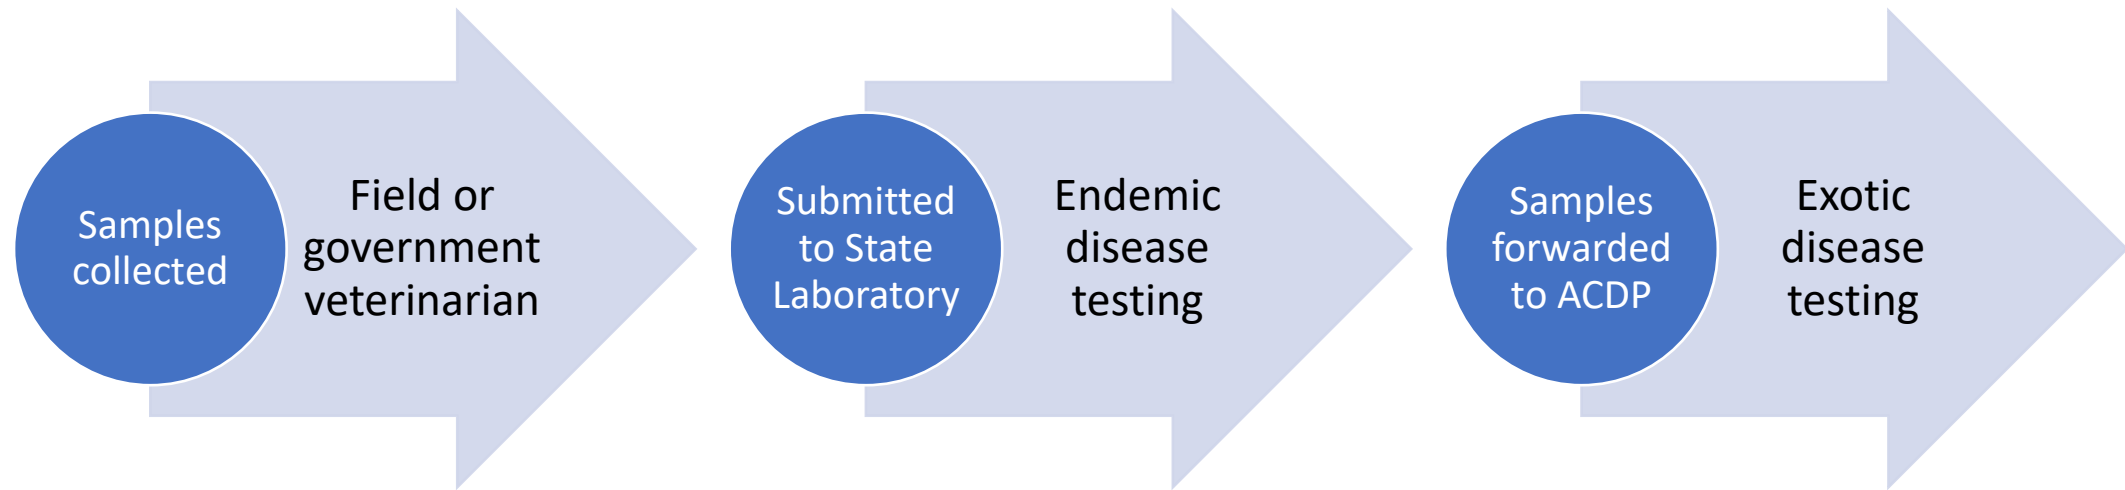 Samples
collected
Field or
government
veterinarian
Submitted
to State
Laboratory
Endemic
disease
testing
Samples
forwarded
to ACDP
Exotic
disease
testing